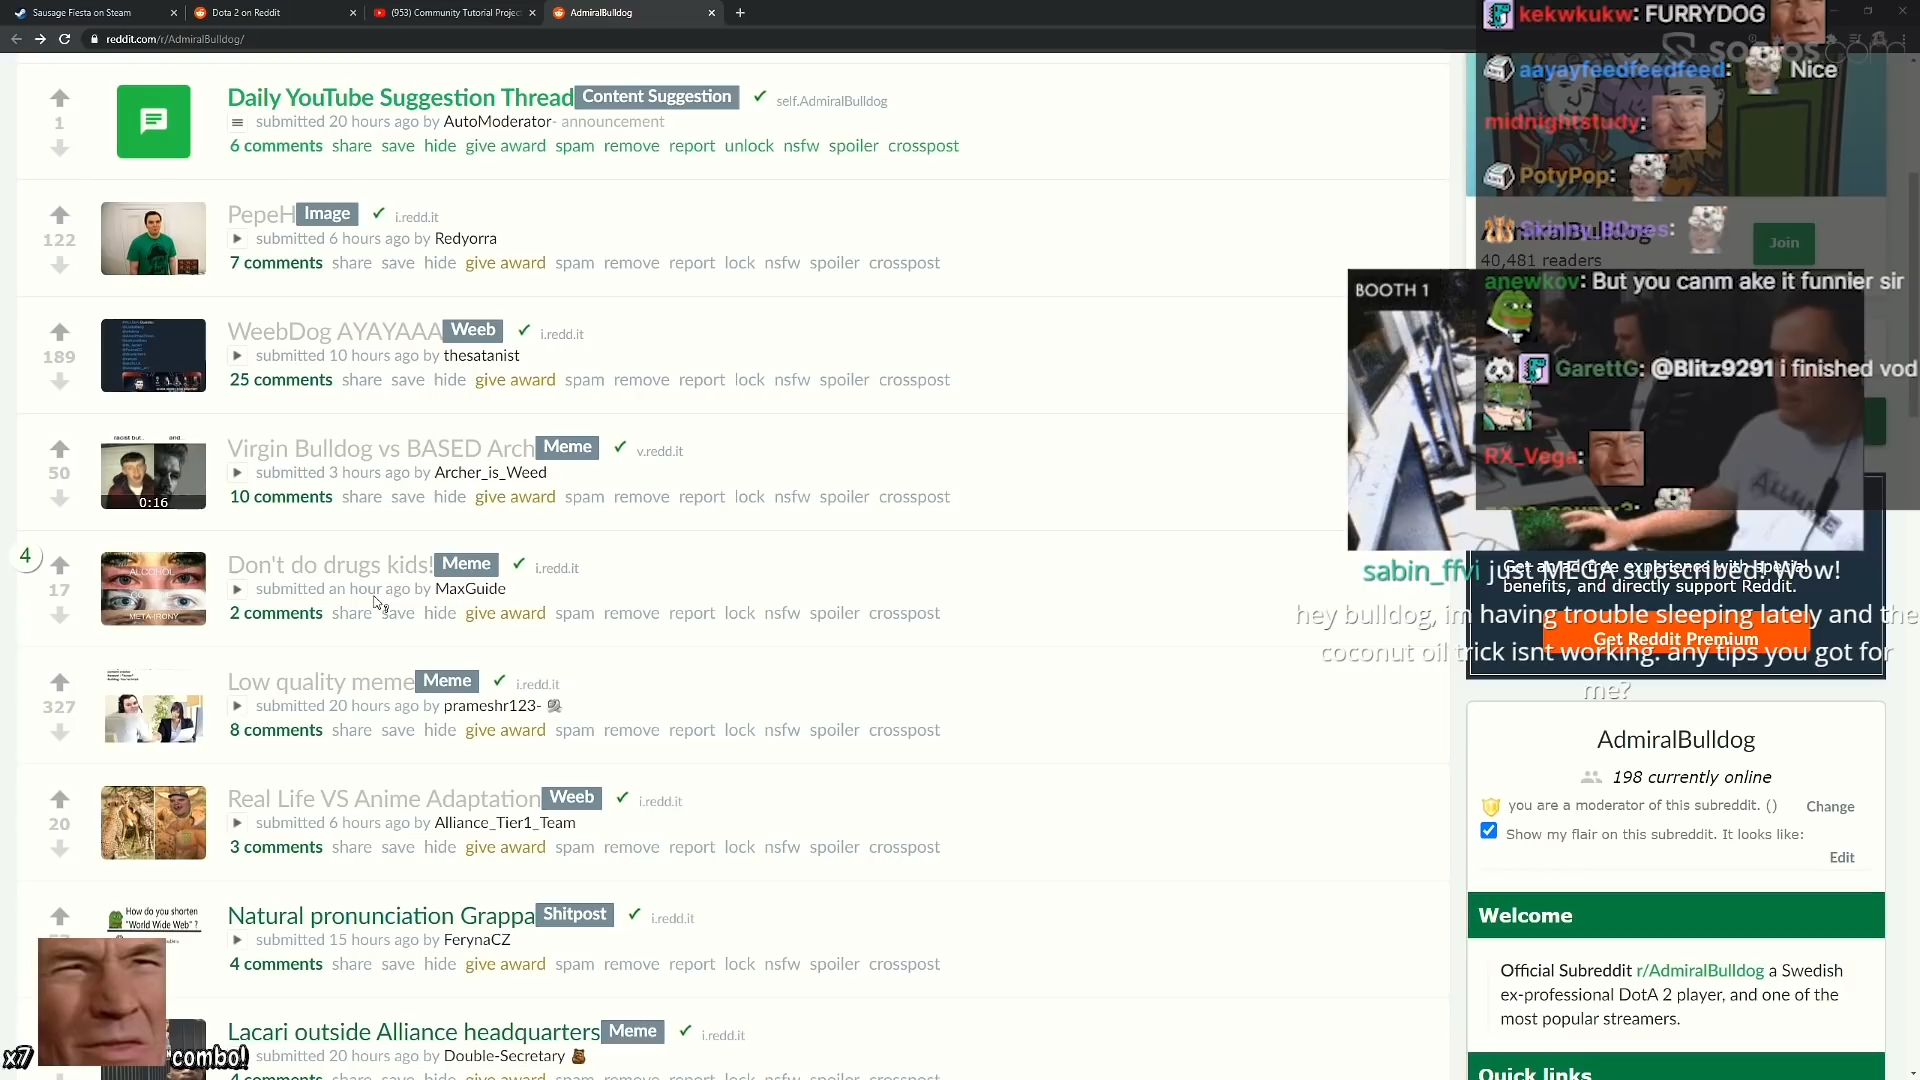 Sausage Fiesta on Steam
Dota 2 on Reddit
(953) Community Tutorial Projec
AdmiralBulldog
reddit.com/r/AdmiralBulldog/
Daily YouTube Suggestion Thread Content Suggestion self.AdmiralBulldog
1
submitted 20 hours ago by AutoModerator- announcement
6 comments share save hide give award spam remove report unlock nsfw spoiler crosspost
PepeH Image i.redd.it
122
submitted 6 hours ago by Redyorra
7 comments share save hide give award spam remove report lock nsfw spoiler crosspost
WeebDog AYAYAAA Weeb i.redd.it
189
submitted 10 hours ago by thesatanist
25 comments share save hide give award spam remove report lock nsfw spoiler crosspost
Virgin Bulldog vs BASED Arch Meme v.redd.it
50
submitted 3 hours ago by Archer_is_Weed
0:16
10 comments share save hide give award spam remove report lock nsfw spoiler crosspost
4
Don't do drugs kids! Meme i.redd.it
ALCOHOL
17
submitted an hour ago by MaxGuide
META-IRONY
2 comments share save hide give award spam remove report lock nsfw spoiler crosspost
Low quality meme Meme i.redd.it
327
submitted 20 hours ago by prameshr123-
8 comments share save hide give award spam remove report lock nsfw spoiler crosspost
Real Life VS Anime Adaptation Weeb i.redd.it
20
submitted 6 hours ago by Alliance_Tier1_Team
3 comments share save hide give award spam remove report lock nsfw spoiler crosspost
How do you shorten
"World Wide Web" ?
Natural pronunciation Grappa Shitpost i.redd.it
submitted 15 hours ago by FerynaCZ
4 comments share save hide give award spam remove report lock nsfw spoiler crosspost
Lacari outside Alliance headquarters Meme i.redd.it
submitted 20 hours ago by Double-Secretary
x7 combo!
kekwkukw: FURRYDOG
aayayfeedfeedfeed: Nice
midnightstudy:
PotyPop:
Skinny_B0nes:
AdmiralBulldog
Join
40,481 readers
BOOTH 1
anewkov: But you canm ake it funnier sir
GarettG: @Blitz9291 i finished vod
RX_Vega:
ALLIANCE
Get an ad-free experience with special
benefits, and directly support Reddit.
Get Reddit Premium
sabin_ffvi just MEGA subscribed! Wow!
hey bulldog, im having trouble sleeping lately and the
coconut oil trick isnt working. any tips you got for
me?
AdmiralBulldog
198 currently online
you are a moderator of this subreddit. () Change
Show my flair on this subreddit. It looks like:
Edit
Welcome
Official Subreddit r/AdmiralBulldog a Swedish
ex-professional DotA 2 player, and one of the
most popular streamers.
Quick links